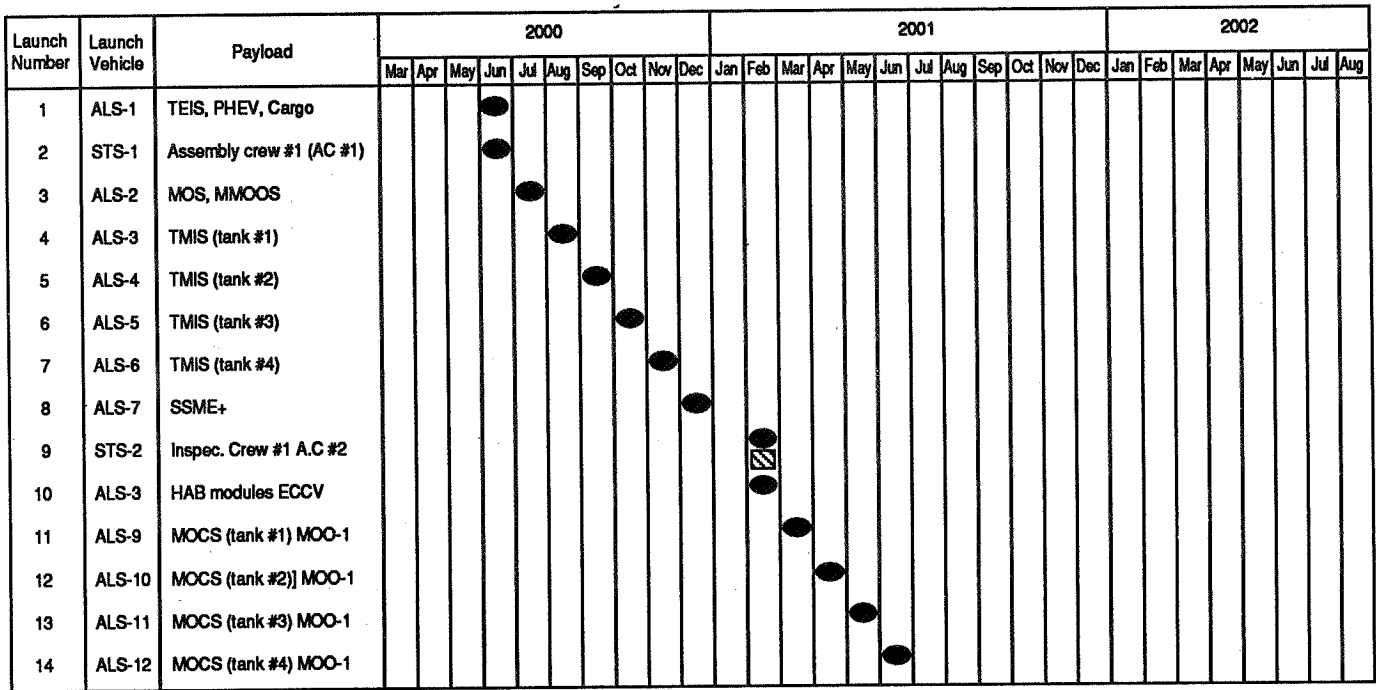 2000 2001 2002
Launch Number Launch Vehicle Payload
Mar Apr May Jun Jul Aug Sep Oct Nov Dec Jan Feb Mar Apr May Jun Jul Aug Sep Oct Nov Dec Jan Feb Mar Apr May Jun Jul Aug
1 ALS-1 TEIS, PHEV, Cargo
2 STS-1 Assembly crew #1 (AC #1)
3 ALS-2 MOS, MMOOS
4 ALS-3 TMIS (tank #1)
5 ALS-4 TMIS (tank #2)
6 ALS-5 TMIS (tank #3)
7 ALS-6 TMIS (tank #4)
8 ALS-7 SSME+
9 STS-2 Inspec. Crew #1 A.C #2
10 ALS-3 HAB modules ECCV
11 ALS-9 MOCS (tank #1) MOO-1
12 ALS-10 MOCS (tank #2)] MOO-1
13 ALS-11 MOCS (tank #3) MOO-1
14 ALS-12 MOCS (tank #4) MOO-1